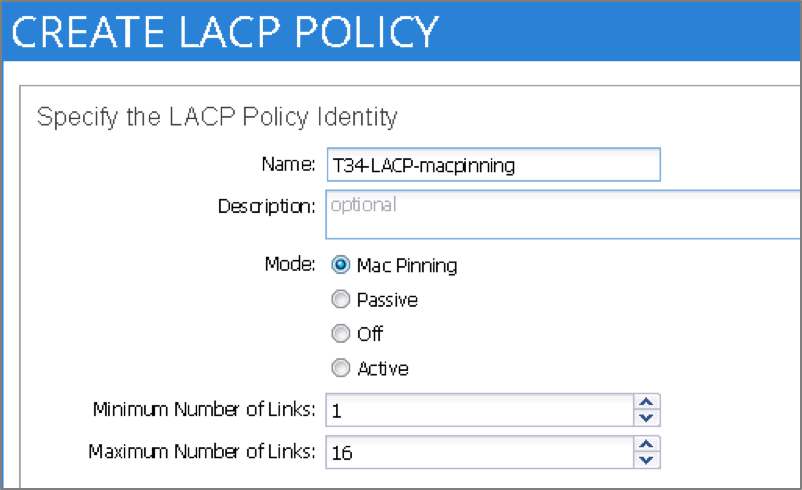 CREATE LACP POLICY
Specify the LACP Policy Identity
Name: T34-LACP-macpinning
Description: optional
Mode: Mac Pinning
Passive
Off
Active
Minimum Number of Links: 1
Maximum Number of Links: 16